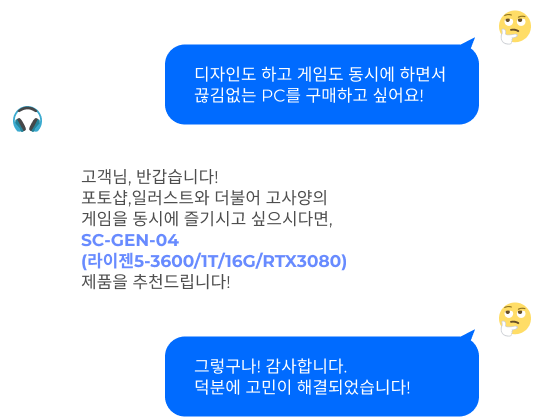 디자인도 하고 게임도 동시에 하면서
끊김없는 PC를 구매하고 싶어요!
고객님, 반갑습니다!
포토샵,일러스트와 더불어 고사양의
게임을 동시에 즐기시고 싶으시다면,
SC-GEN-04
(라이젠5-3600/1T/16G/RTX3080)
제품을 추천드립니다!
그렇구나! 감사합니다.
덕분에 고민이 해결되었습니다!